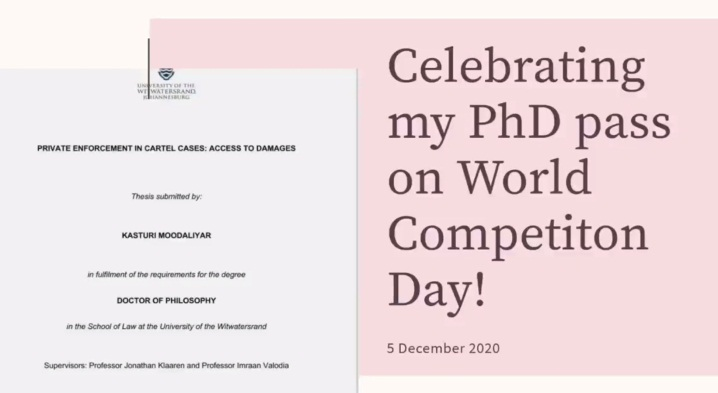 UNIVERSITY OF THE
WITWATERSRAND
JOHANNESBURG
PRIVATE ENFORCEMENT IN CARTEL CASES: ACCESS TO DAMAGES
Thesis submitted by:
KASTURI MOODALIYAR
in fulfilment of the requirements for the degree
DOCTOR OF PHILOSOPHY
in the School of Law at the University of the Witwatersrand
Supervisors: Professor Jonathan Klaaren and Professor Imraan Valodia
Celebrating
my PhD pass
on World
Competiton
Day!
5 December 2020